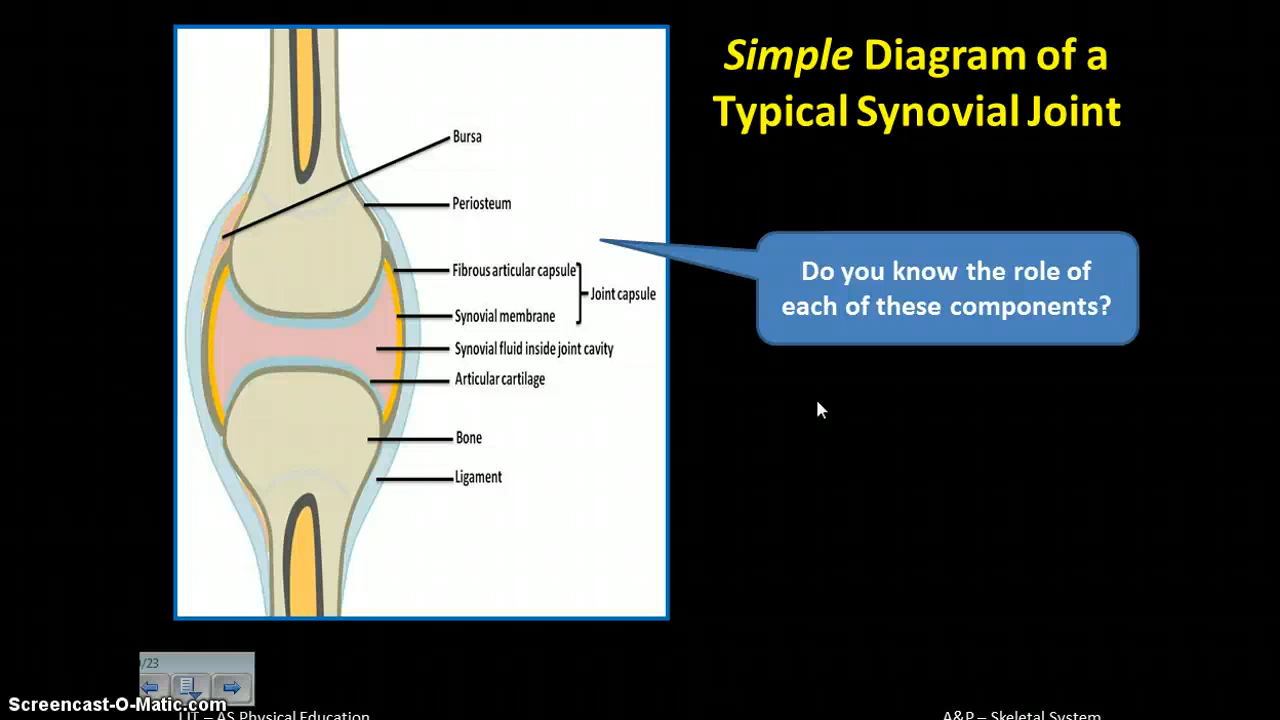 Simple Diagram of a
Typical Synovial Joint
Bursa
Periosteum
Fibrous articular capsule
Joint capsule
Synovial membrane
Synovial fluid inside joint cavity
Articular cartilage
Bone
Ligament
Do you know the role of
each of these components?
/23
Screencast-O-Matic.com
– AS Physical Education
A&P – Skeletal System